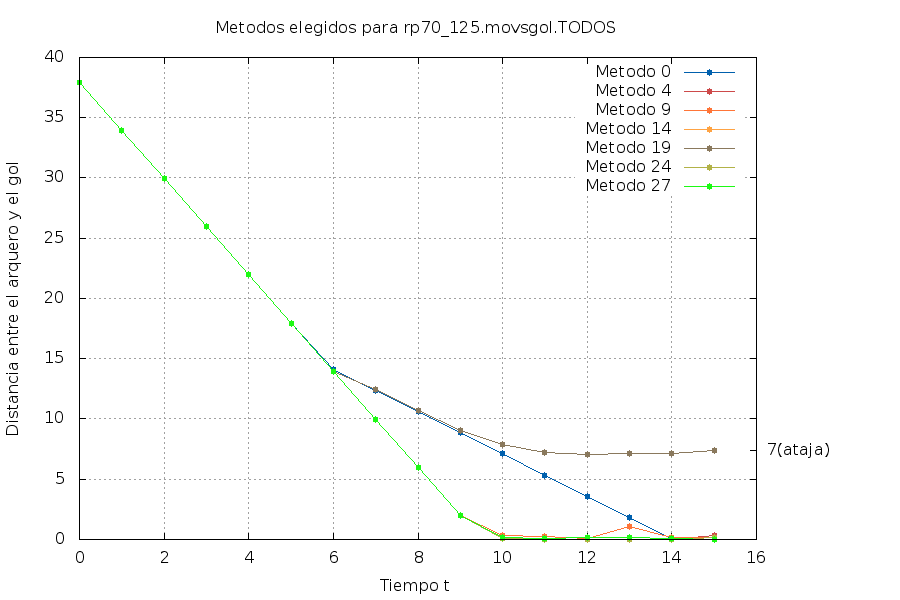 Metodos elegidos para rp70_125.movsgol.TODOS
Distancia entre el arquero y el gol
40
35
30
25
20
15
10
5
0
Metodo 0
Metodo 4
Metodo 9
Metodo 14
Metodo 19
Metodo 24
Metodo 27
7(ataja)
0 2 4 6 8 10 12 14 16
Tiempo t